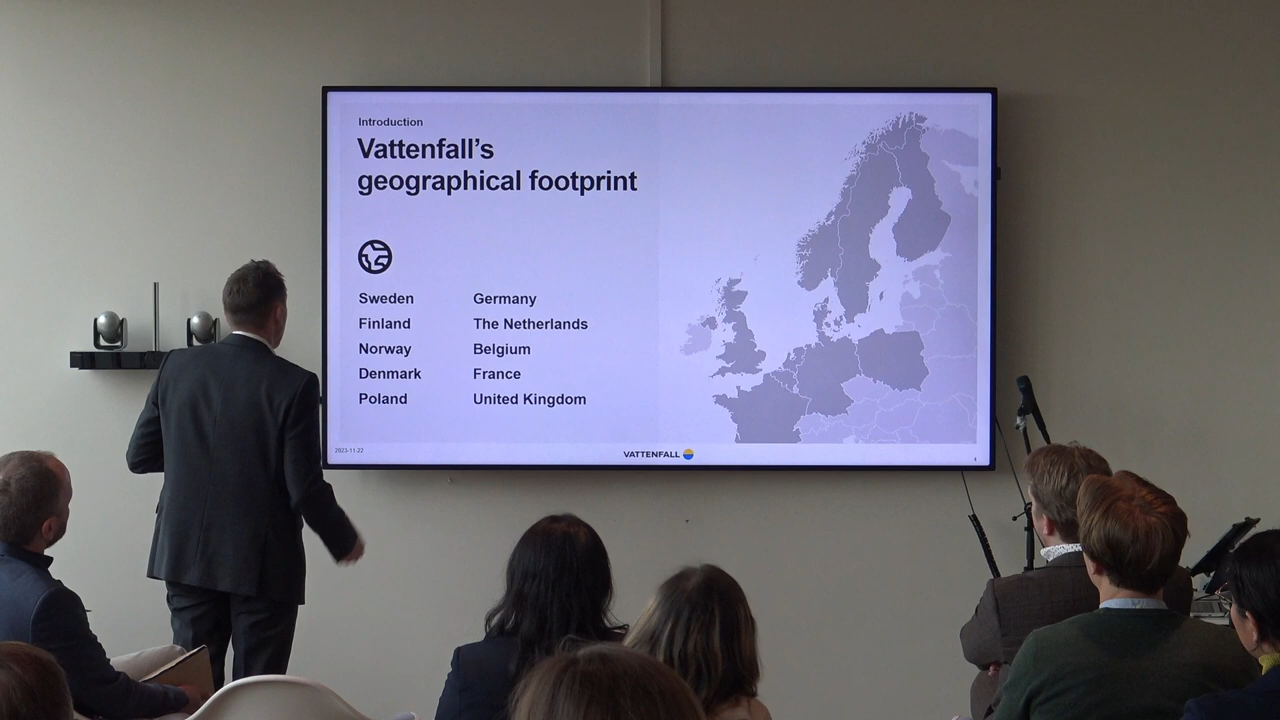 Introduction
Vattenfall's
geographical footprint
Sweden
Finland
Norway
Denmark
Poland
Germany
The Netherlands
Belgium
France
United Kingdom
2023-11-22
VATTENFALL